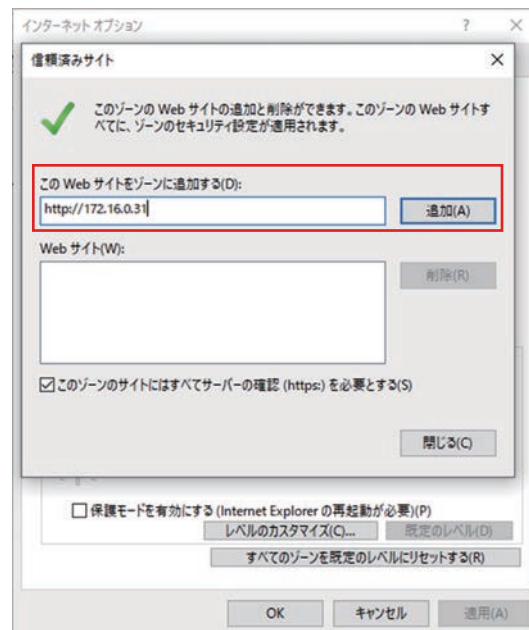 インターネット オプション
? ×
信頼済みサイト
×
このゾーンの Web サイトの追加と削除ができます。このゾーンの Web サイトす
べてに、ゾーンのセキュリティ設定が適用されます。
この Web サイトをゾーンに追加する(D):
http://172.16.0.31
追加(A)
Web サイト(W):
削除(R)
このゾーンのサイトにはすべてサーバーの確認 (https:) を必要とする(S)
閉じる(C)
保護モードを有効にする (Internet Explorer の再起動が必要)(P)
レベルのカスタマイズ(C)...
既定のレベル(D)
すべてのゾーンを既定のレベルにリセットする(R)
OK
キャンセル
適用(A)